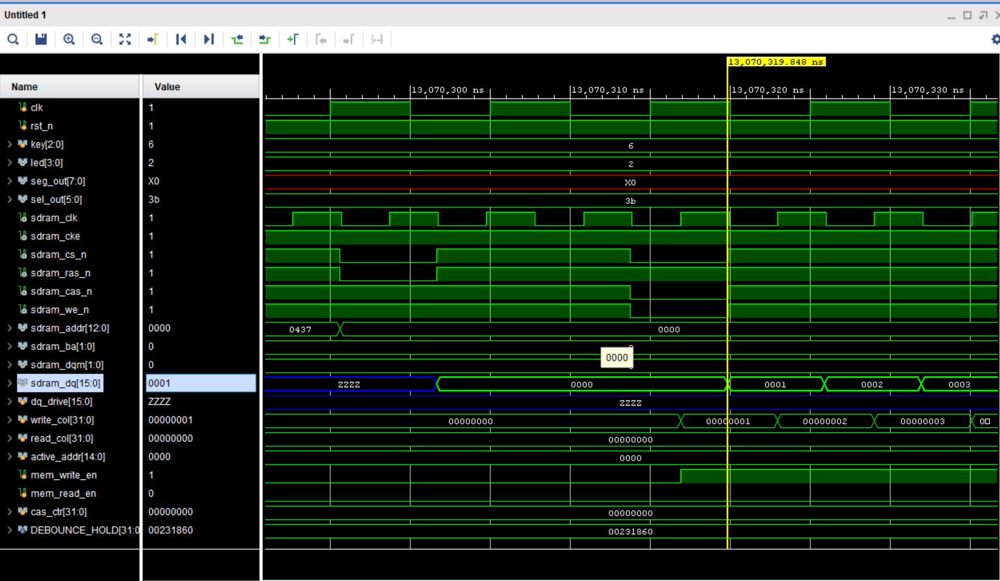 Untitled 1
13,070,319.848 ns
Name Value
13,070,300 ns 13,070,310 ns 13,070,320 ns 13,070,330 ns
clk 1
rst_n 1
key[2:0] 6 6
led[3:0] 2 2
seg_out[7:0] X0 X0
sel_out[5:0] 3b 3b
sdram_clk 1
sdram_cke 1
sdram_cs_n 1
sdram_ras_n 1
sdram_cas_n 1
sdram_we_n 1
sdram_addr[12:0] 0000 0437 0000
sdram_ba[1:0] 0
0000
sdram_dqm[1:0] 0
sdram_dq[15:0] 0001 ZZZZ 0000 0001 0002 0003
dq_drive[15:0] ZZZZ ZZZZ
write_col[31:0] 00000001 00000000 00000001 00000002 00000003 0
read_col[31:0] 00000000 00000000
active_addr[14:0] 0000 0000
mem_write_en 1
mem_read_en 0
cas_ctr[31:0] 00000000 00000000
DEBOUNCE_HOLD[31:0 00231860 00231860